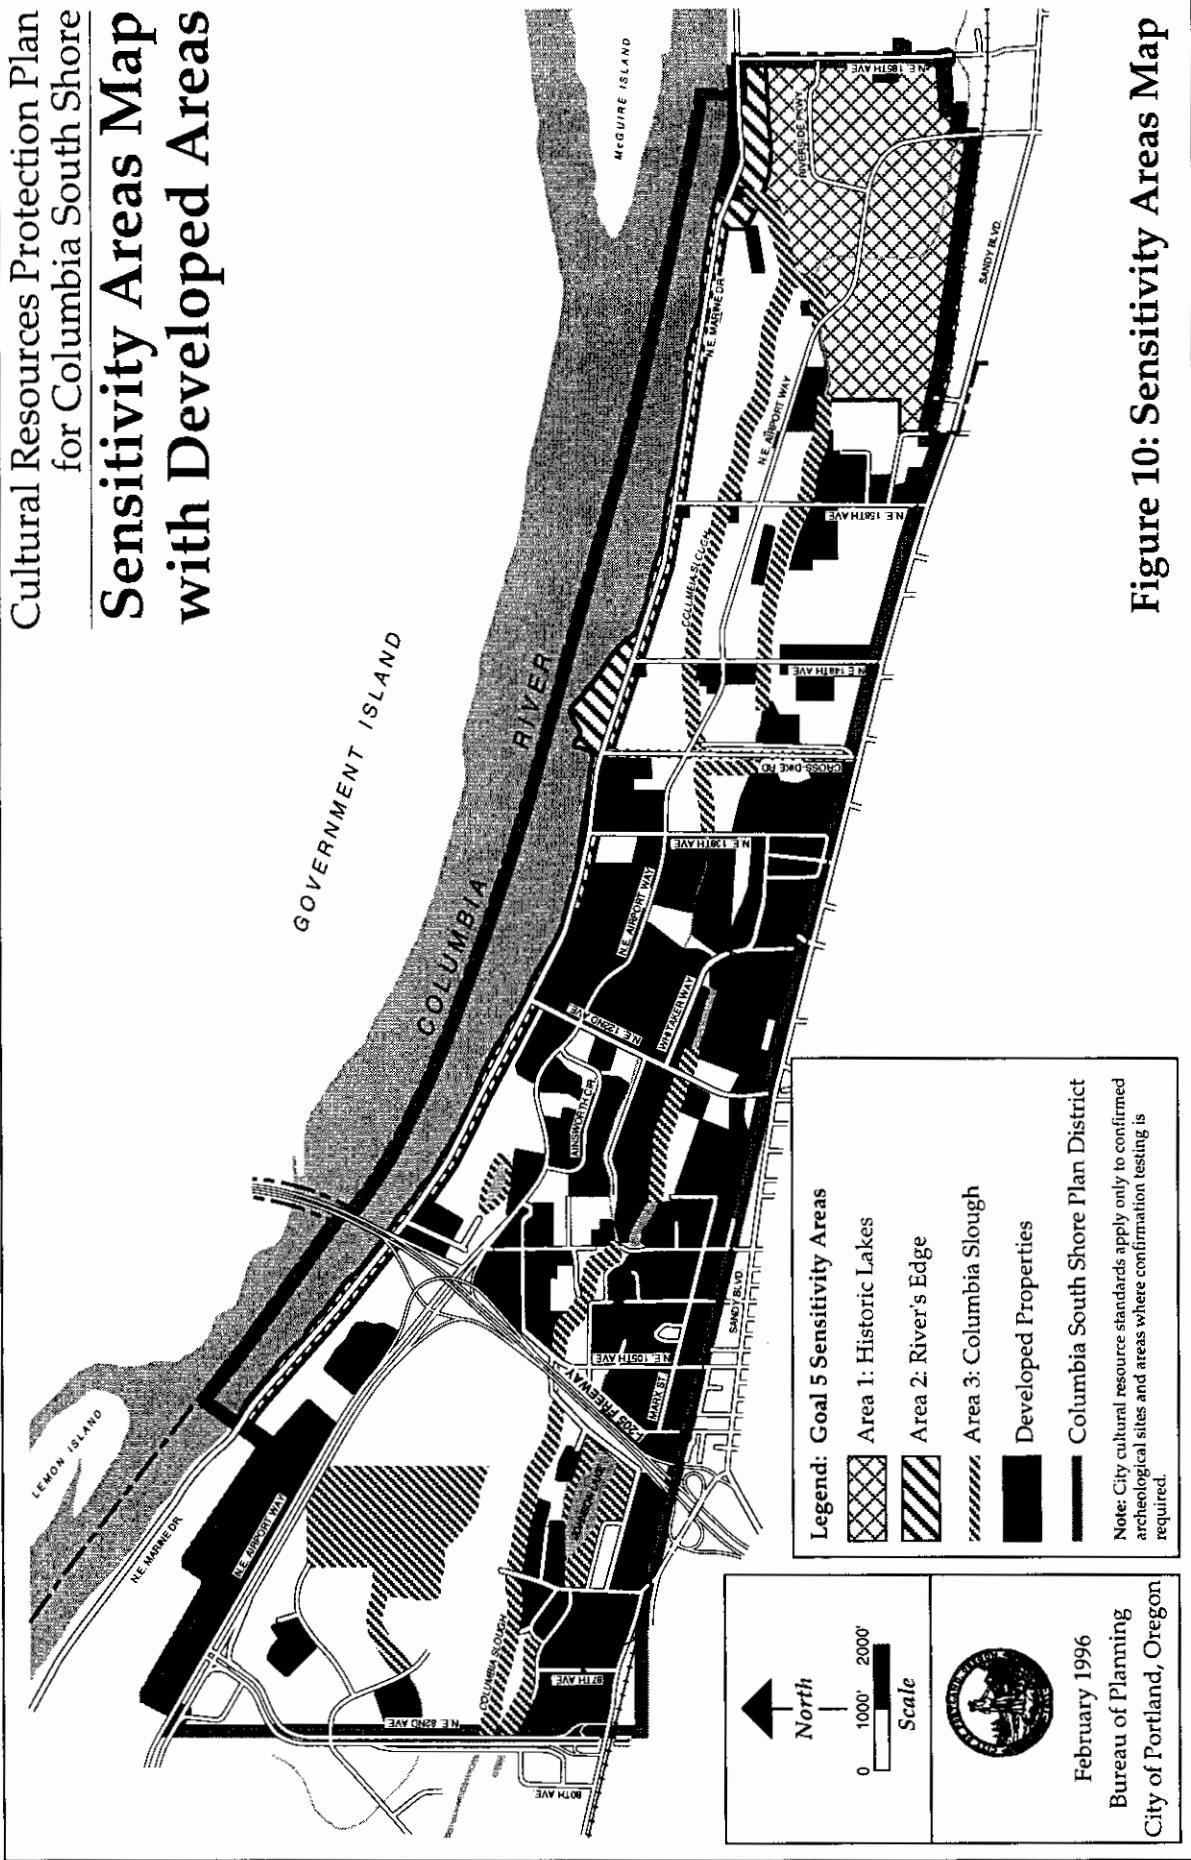 Cultural Resources Protection Plan
for Columbia South Shore
Sensitivity Areas Map
with Developed Areas
LEMON ISLAND
GOVERNMENT ISLAND
McGUIRE ISLAND
COLUMBIA RIVER
N.E. MARINE DR
N.E. AIRPORT WAY
N.E. MARINE DR
N.E. 185TH AVE
RIVERSIDE PKWY
SANDY BLVD.
N.E. AIRPORT WAY
COLUMBIA SLOUGH
N.E. 158TH AVE
N.E. 148TH AVE
CROSS-DIKE RD
N.E. 138TH AVE
N.E. AIRPORT WAY
WHITAKER WAY
N.E. 122ND AVE
AINSWORTH CIR
SANDY BLVD
N.E. 105TH AVE
MARX ST
I-205 FREEWAY
COLUMBIA SLOUGH
87TH AVE
N.E. 82ND AVE
80TH AVE
North
0 1000' 2000'
Scale
February 1996
Bureau of Planning
City of Portland, Oregon
Legend: Goal 5 Sensitivity Areas
Area 1: Historic Lakes
Area 2: River's Edge
Area 3: Columbia Slough
Developed Properties
Columbia South Shore Plan District
Note: City cultural resource standards apply only to confirmed
archeological sites and areas where confirmation testing is
required.
Figure 10: Sensitivity Areas Map